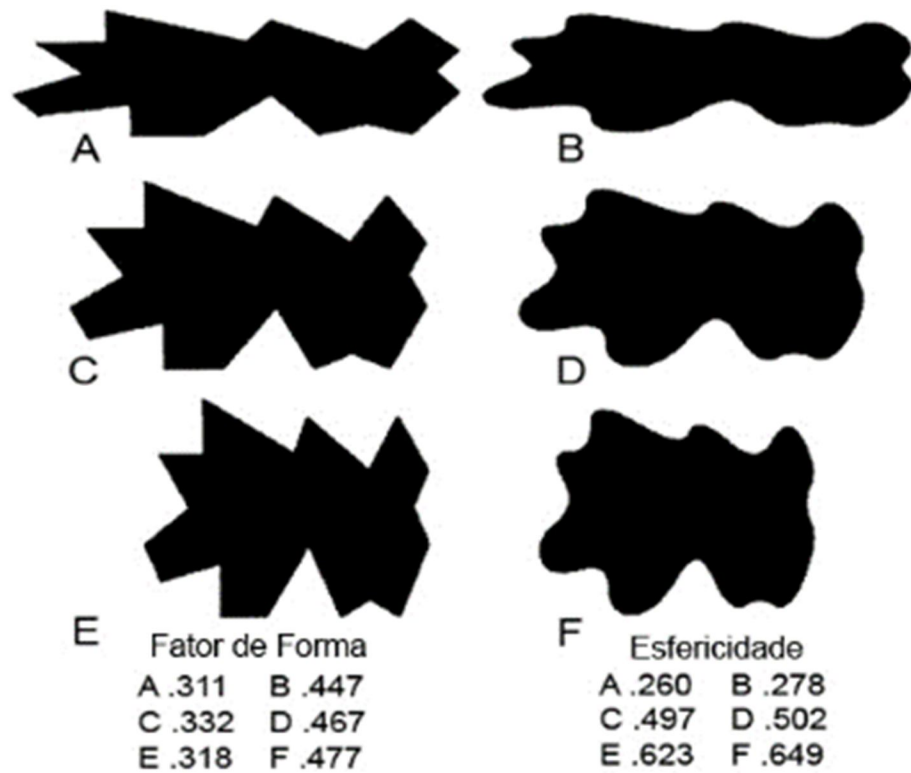 A B
C D
E F
Fator de Forma Esfericidade
A .311 B .447 A .260 B .278
C .332 D .467 C .497 D .502
E .318 F .477 E .623 F .649